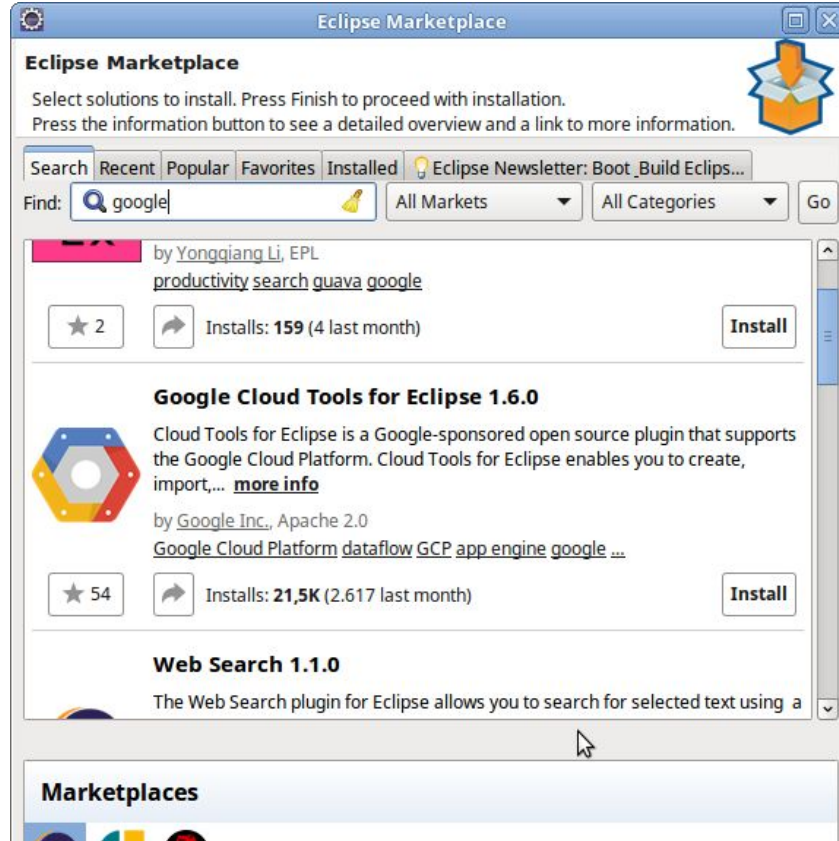 Eclipse Marketplace
Eclipse Marketplace
Select solutions to install. Press Finish to proceed with installation.
Press the information button to see a detailed overview and a link to more information.
Search Recent Popular Favorites Installed Eclipse Newsletter: Boot _Build Eclips...
Find: google All Markets All Categories Go
by Yongqiang Li, EPL
productivity search guava google
2 Installs: 159 (4 last month) Install
Google Cloud Tools for Eclipse 1.6.0
Cloud Tools for Eclipse is a Google-sponsored open source plugin that supports
the Google Cloud Platform. Cloud Tools for Eclipse enables you to create,
import,... more info
by Google Inc., Apache 2.0
Google Cloud Platform dataflow GCP app engine google ...
54 Installs: 21,5K (2.617 last month) Install
Web Search 1.1.0
The Web Search plugin for Eclipse allows you to search for selected text using a
Marketplaces